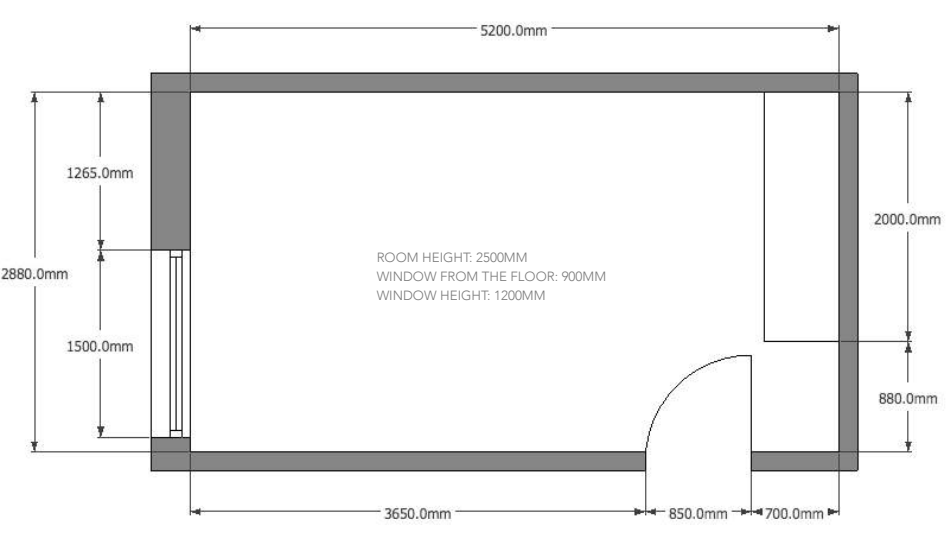 5200.0mm
1265.0mm
2000.0mm
ROOM HEIGHT: 2500MM
2880.0mm
WINDOW FROM THE FLOOR: 900MM
WINDOW HEIGHT: 1200MM
1500.0mm
880.0mm
3650.0mm
850.0mm
700.0mm